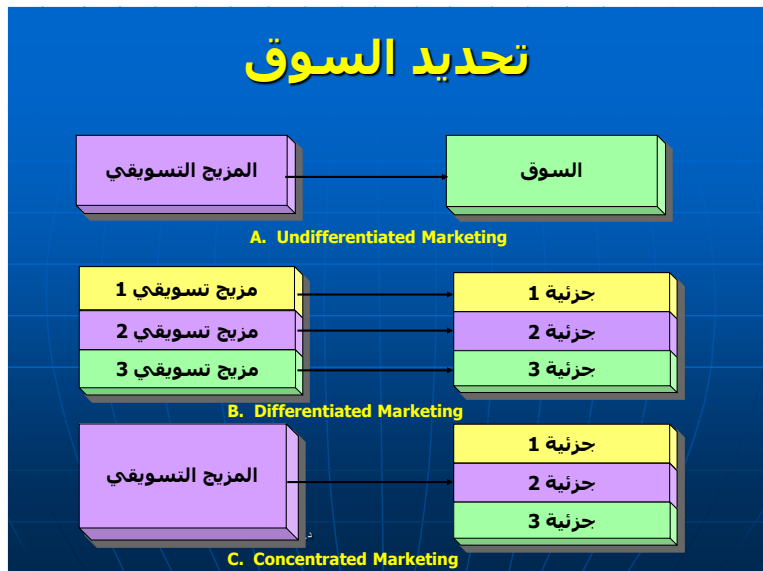 تحديد السوق
السوق
المزيج التسويقي
A. Undifferentiated Marketing
مزيج تسويقي 1
جزئية 1
مزيج تسويقي 2
جزئية 2
مزيج تسويقي 3
جزئية 3
B. Differentiated Marketing
جزئية 1
المزيج التسويقي
جزئية 2
جزئية 3
د.
C. Concentrated Marketing